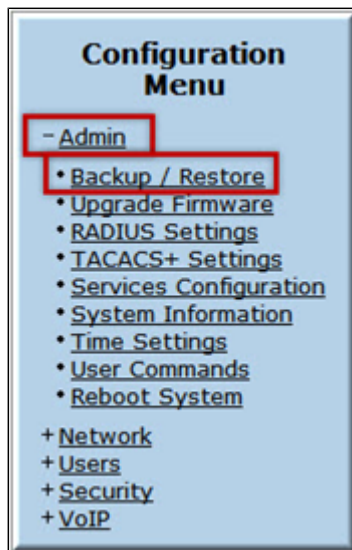 Configuration
Menu
− Admin
• Backup / Restore
• Upgrade Firmware
• RADIUS Settings
• TACACS+ Settings
• Services Configuration
• System Information
• Time Settings
• User Commands
• Reboot System
+ Network
+ Users
+ Security
+ VoIP